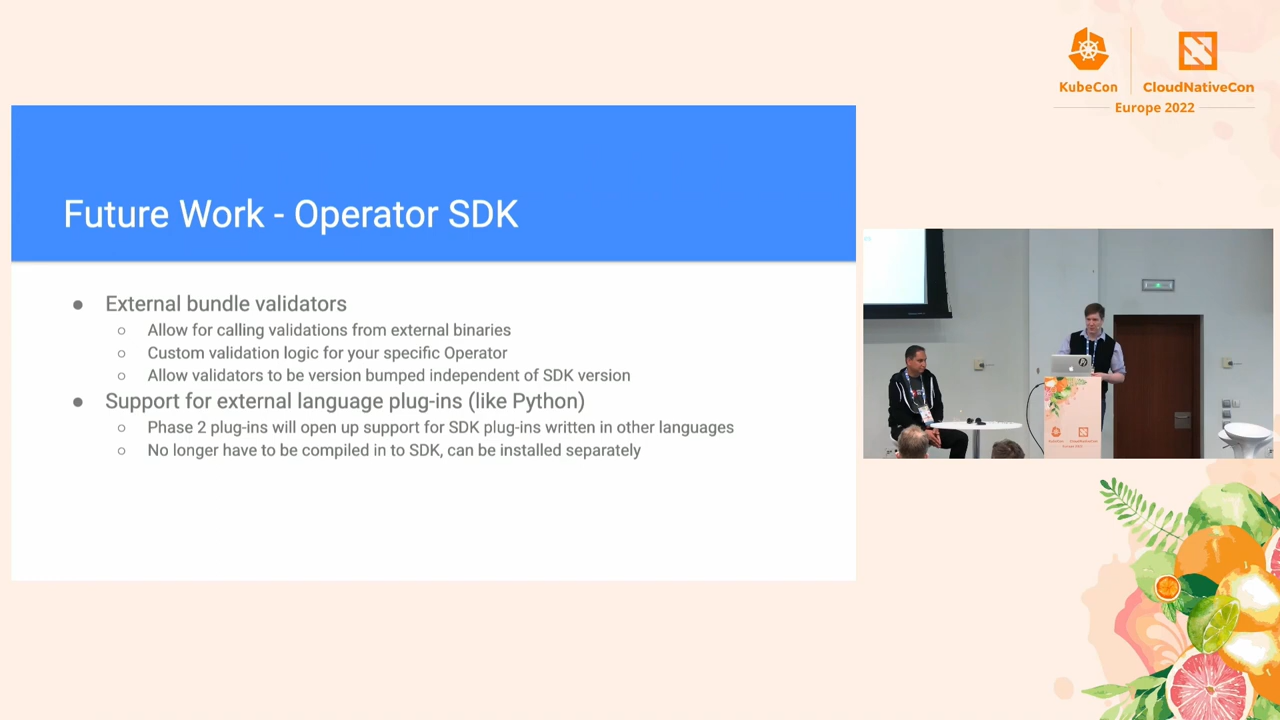 KubeCon
CloudNativeCon
Europe 2022
Future Work - Operator SDK
● External bundle validators
○ Allow for calling validations from external binaries
○ Custom validation logic for your specific Operator
○ Allow validators to be version bumped independent of SDK version
● Support for external language plug-ins (like Python)
○ Phase 2 plug-ins will open up support for SDK plug-ins written in other languages
○ No longer have to be compiled in to SDK, can be installed separately